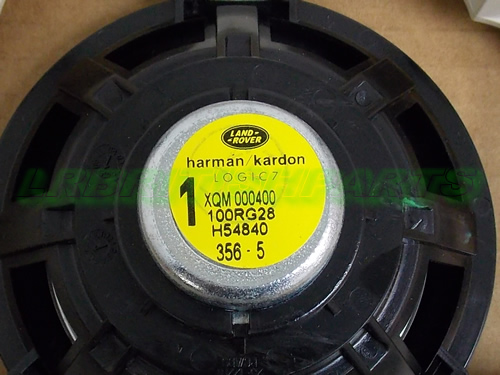 LAND-
-ROVER
harman/kardon
LOGIC7
1
XQM 000400
100RG28
H54840
356 - 5